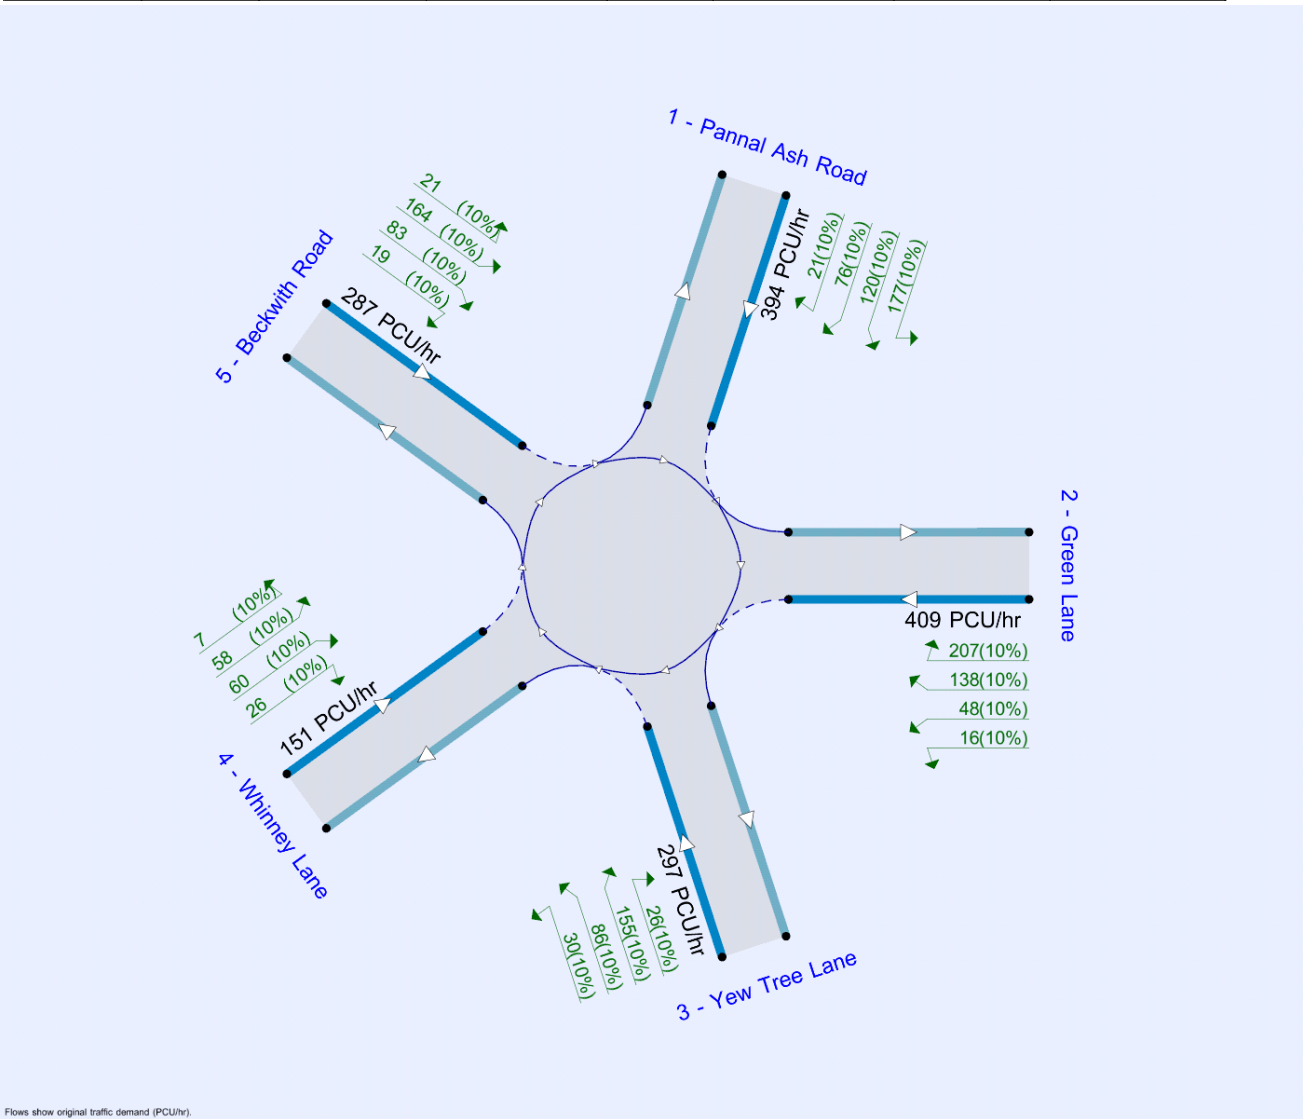 1 - Pannal Ash Road
394 PCU/hr
21(10%)
76(10%)
120(10%)
177(10%)
5 - Beckwith Road
287 PCU/hr
21 (10%)
164 (10%)
83 (10%)
19 (10%)
2 - Green Lane
409 PCU/hr
207(10%)
138(10%)
48(10%)
16(10%)
4 - Whinney Lane
151 PCU/hr
7 (10%)
58 (10%)
60 (10%)
26 (10%)
3 - Yew Tree Lane
297 PCU/hr
30(10%)
86(10%)
155(10%)
26(10%)
Flows show original traffic demand (PCU/hr).